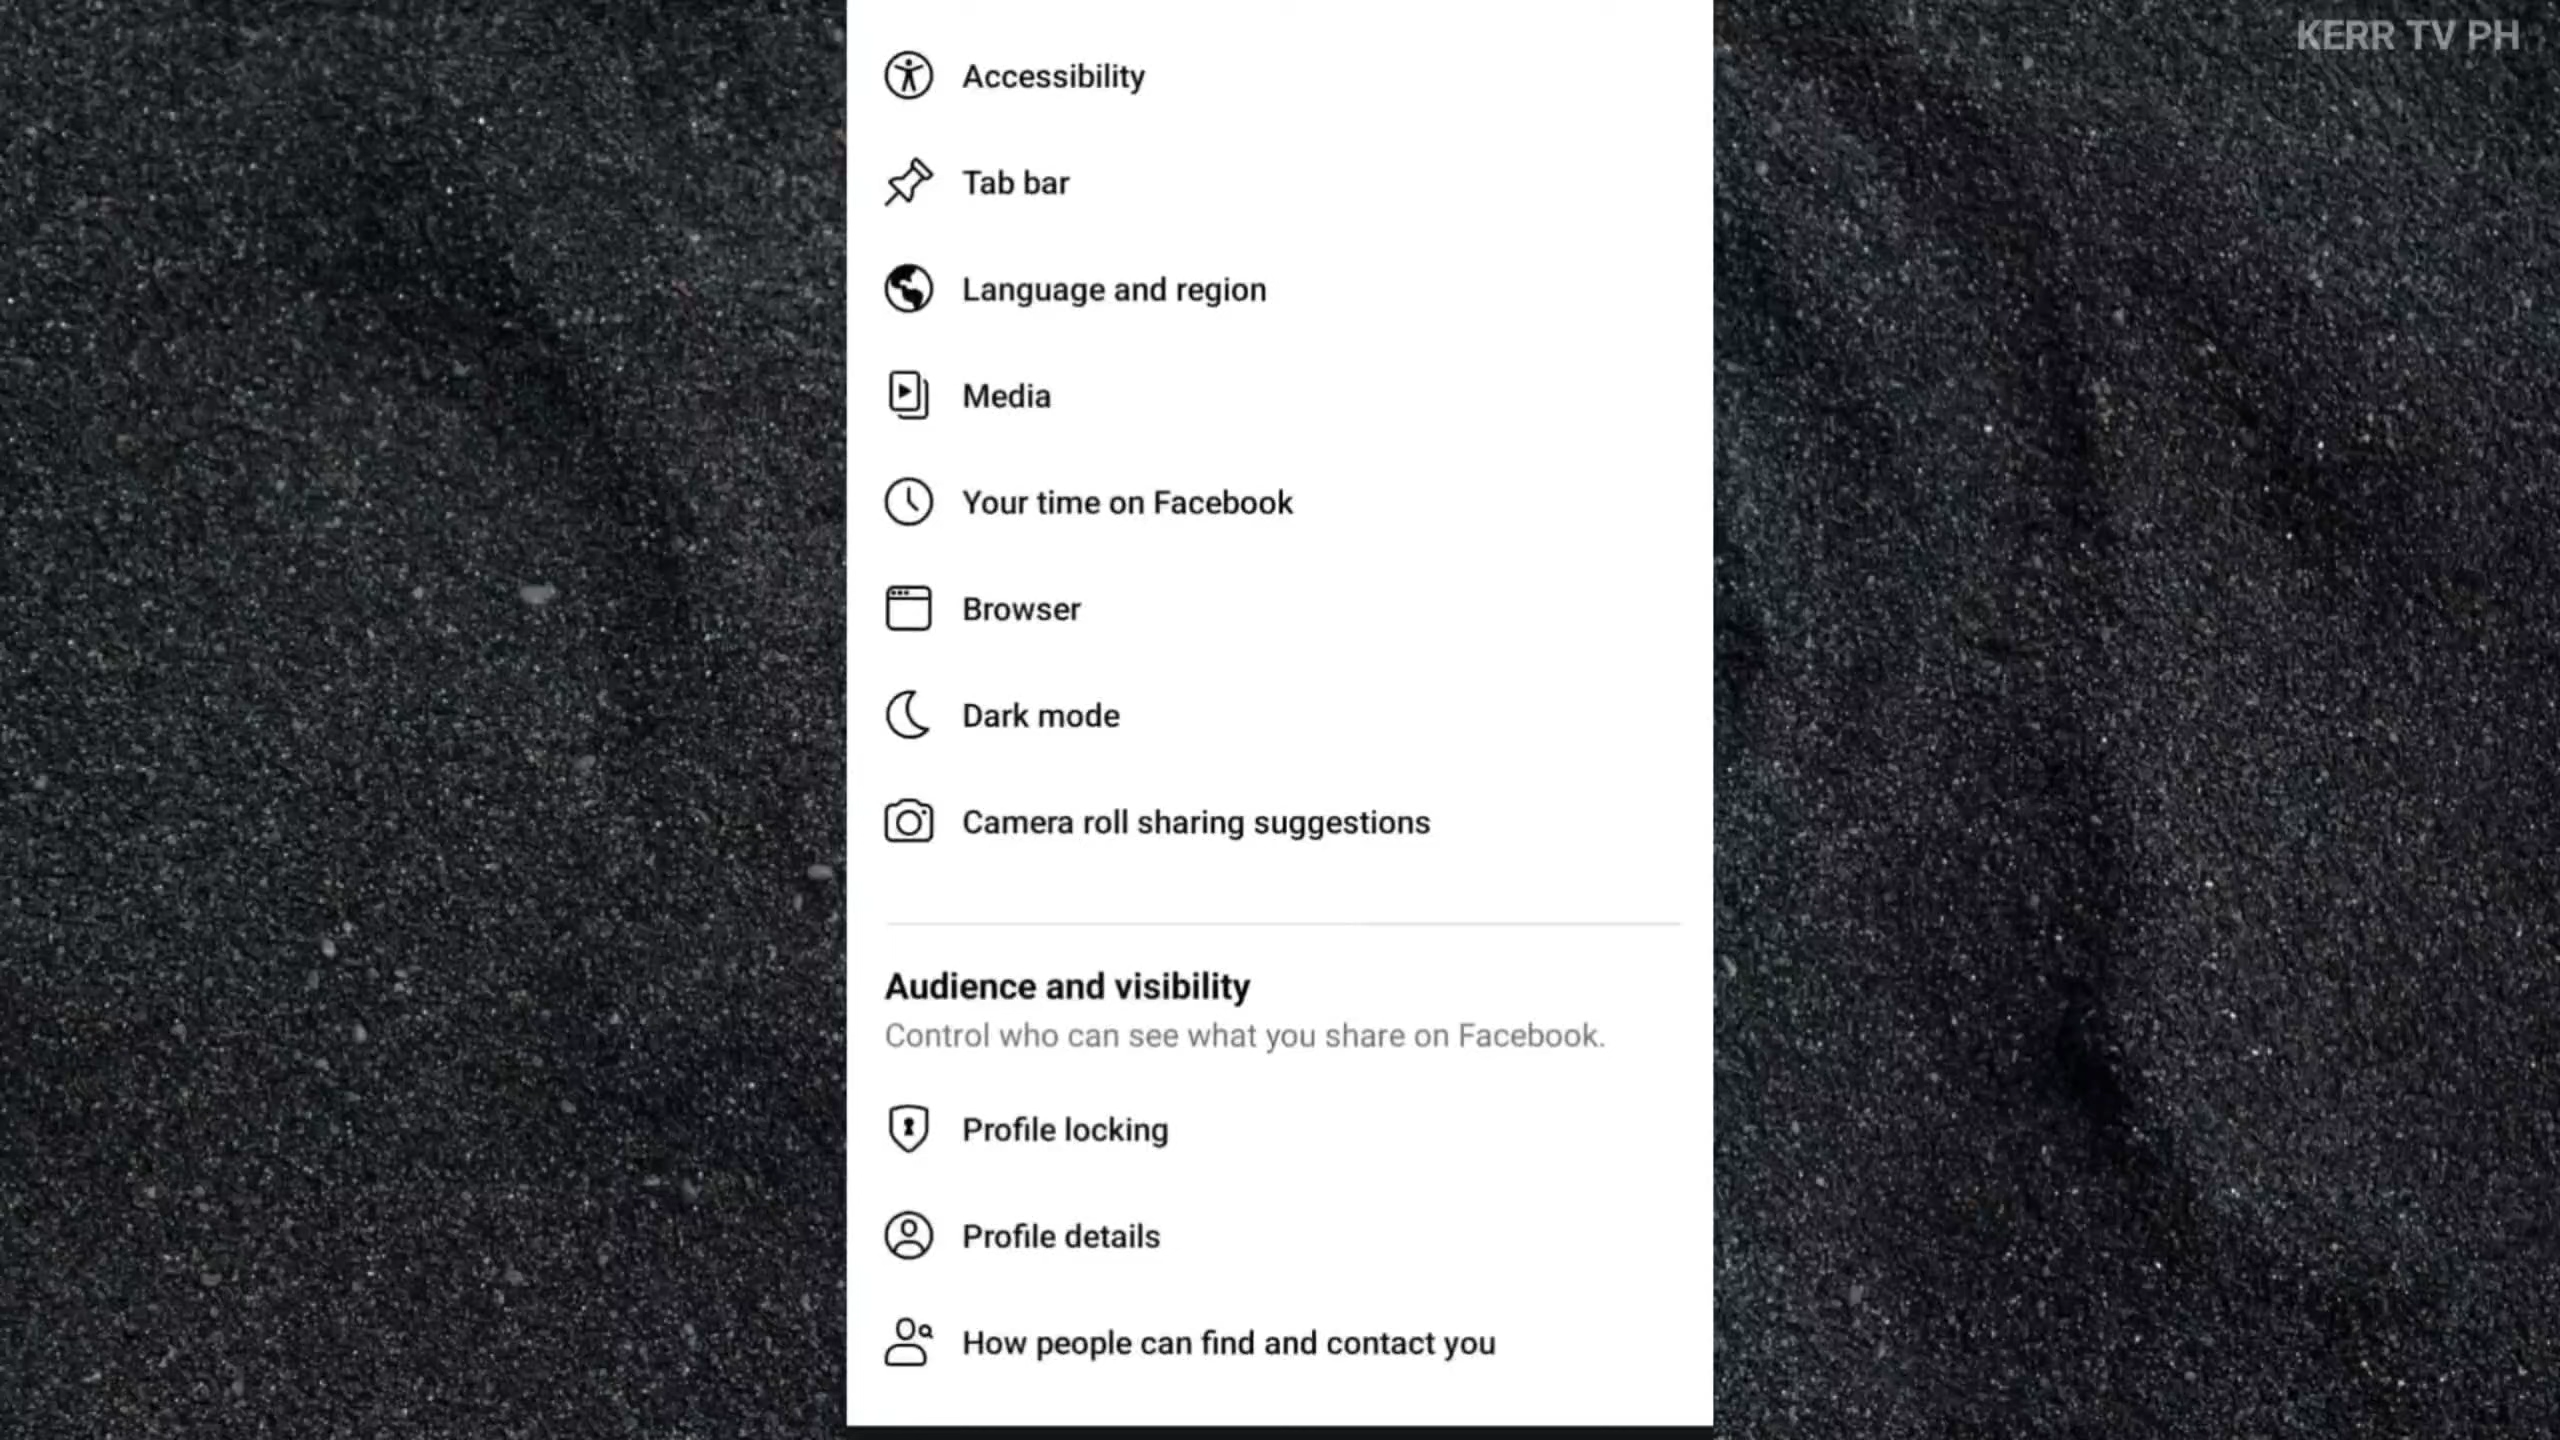 KERR TV PH
Accessibility
Tab bar
Language and region
Media
Your time on Facebook
Browser
Dark mode
Camera roll sharing suggestions
Audience and visibility
Control who can see what you share on Facebook.
Profile locking
Profile details
How people can find and contact you